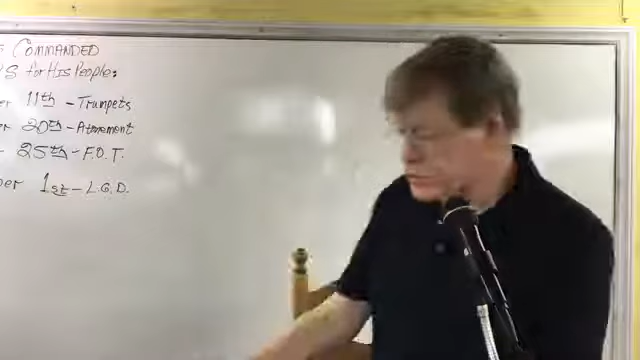 COMMANDED
for His People:
11th - Trumpets
20th - Atonement
25th - F.O.T.
1st - L.G.D.